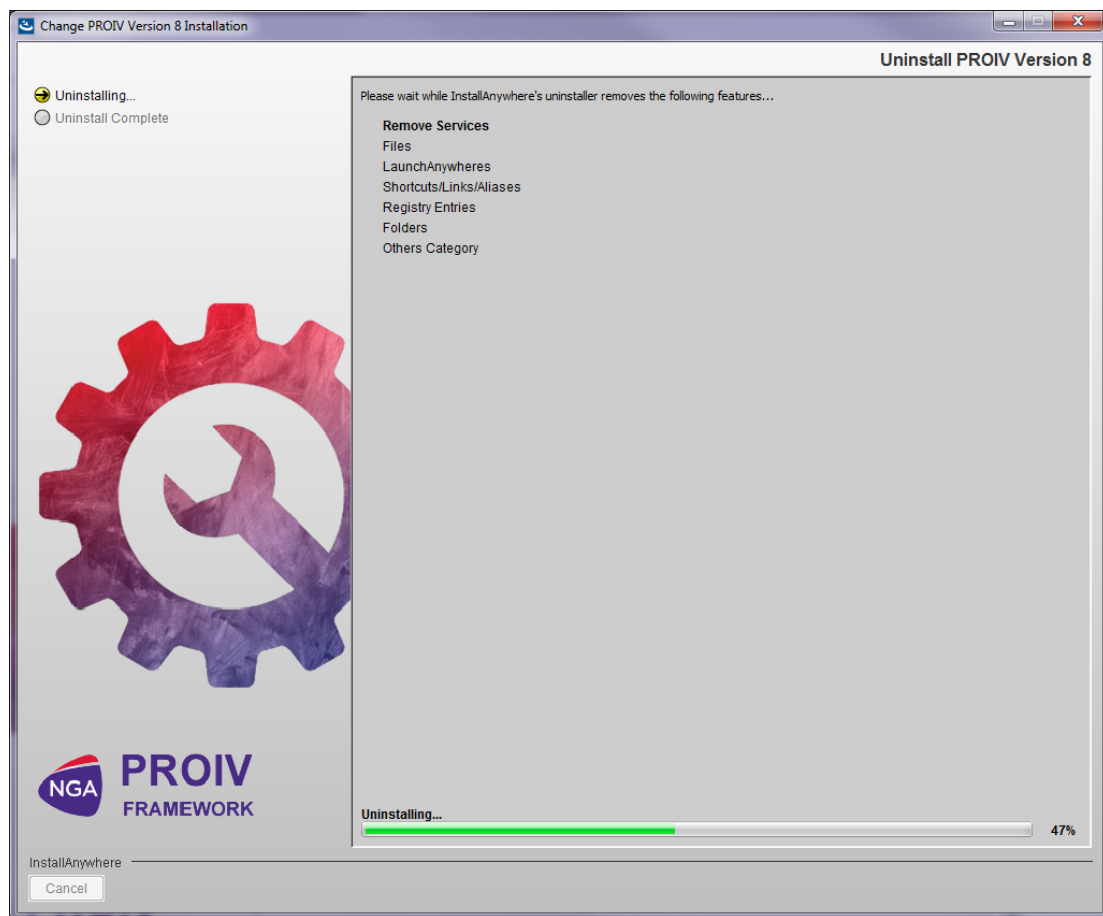 Change PROIV Version 8 Installation
Uninstall PROIV Version 8
Uninstalling...
Uninstall Complete
Please wait while InstallAnywhere's uninstaller removes the following features...
Remove Services
Files
LaunchAnywheres
Shortcuts/Links/Aliases
Registry Entries
Folders
Others Category
NGA
PROIV
FRAMEWORK
Uninstalling...
47%
InstallAnywhere
Cancel